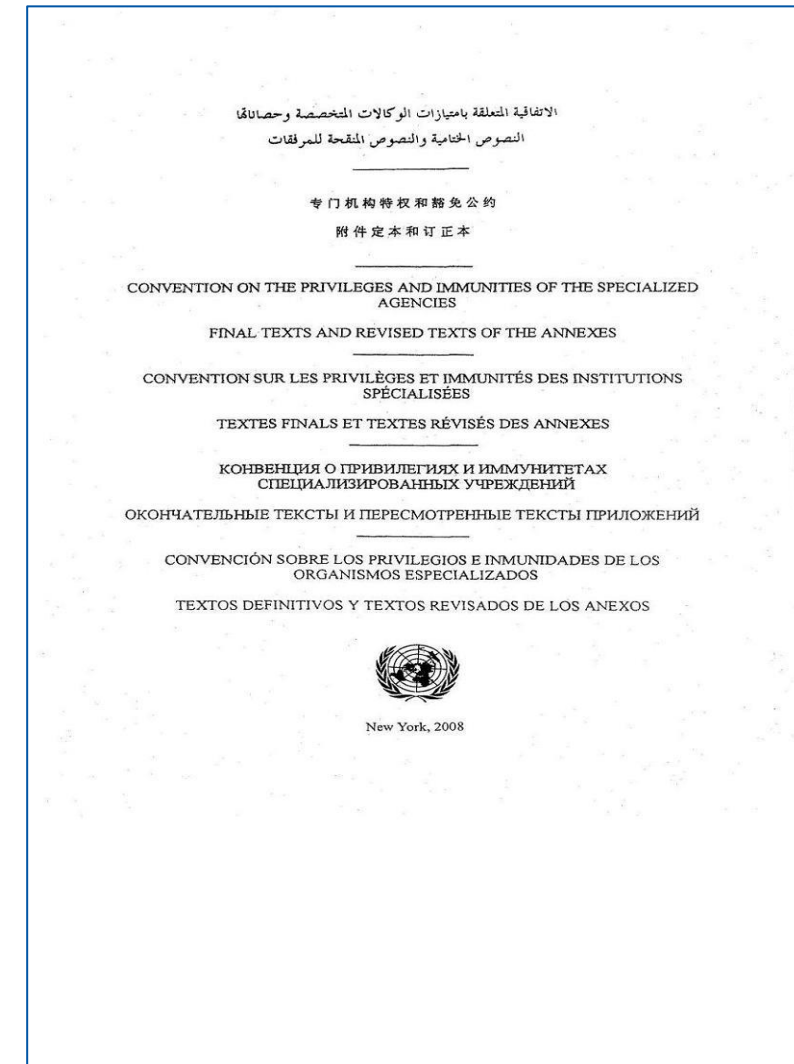 الاتفاقية المتعلقة بامتيازات الوكالات المتخصصة وحصاناتها
النصوص الختامية والنصوص المنقحة للمرفقات
专门机构特权和豁免公约
附件定本和订正本
CONVENTION ON THE PRIVILEGES AND IMMUNITIES OF THE SPECIALIZED
AGENCIES
FINAL TEXTS AND REVISED TEXTS OF THE ANNEXES
CONVENTION SUR LES PRIVILÈGES ET IMMUNITÉS DES INSTITUTIONS
SPÉCIALISÉES
TEXTES FINALS ET TEXTES RÉVISÉS DES ANNEXES
КОНВЕНЦИЯ О ПРИВИЛЕГИЯХ И ИММУНИТЕТАХ
СПЕЦИАЛИЗИРОВАННЫХ УЧРЕЖДЕНИЙ
ОКОНЧАТЕЛЬНЫЕ ТЕКСТЫ И ПЕРЕСМОТРЕННЫЕ ТЕКСТЫ ПРИЛОЖЕНИЙ
CONVENCIÓN SOBRE LOS PRIVILEGIOS E INMUNIDADES DE LOS
ORGANISMOS ESPECIALIZADOS
TEXTOS DEFINITIVOS Y TEXTOS REVISADOS DE LOS ANEXOS
New York, 2008